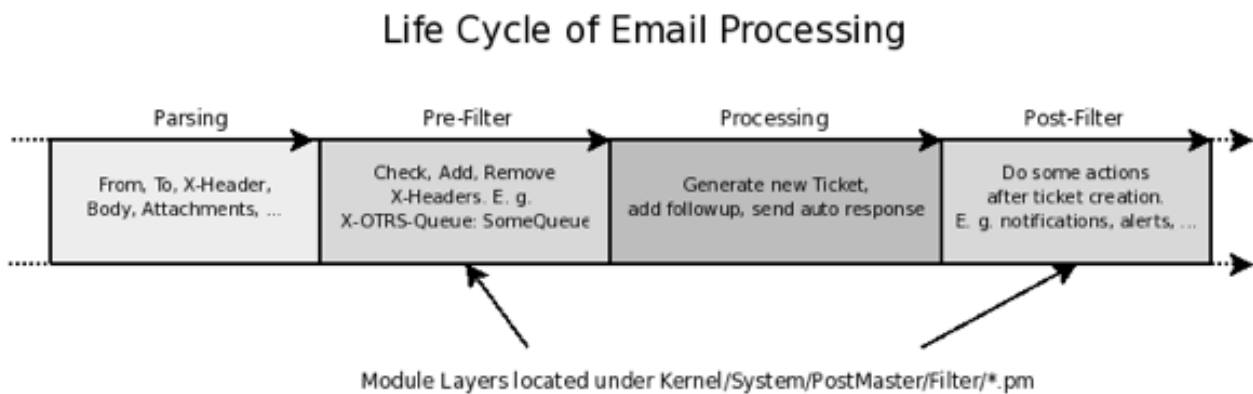 Life Cycle of Email Processing
Parsing
Pre-Filter
Processing
Post-Filter
From, To, X-Header,
Body, Attachments, ...
Check, Add, Remove
X-Headers. E. g.
X-OTRS-Queue: SomeQueue
Generate new Ticket,
add followup, send auto response
Do some actions
after ticket creation.
E. g. notifications, alerts, ...
Module Layers located under Kernel/System/PostMaster/Filter/*.pm